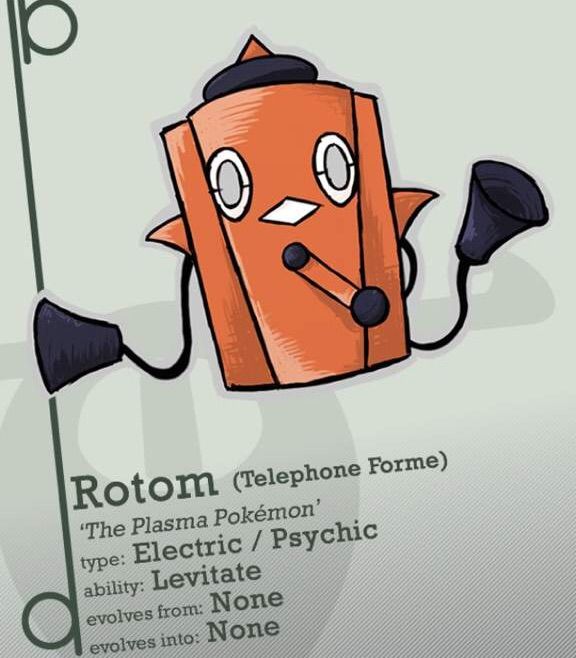 Rotom (Telephone Forme)
‘The Plasma Pokémon’
type: Electric / Psychic
ability: Levitate
evolves from: None
evolves into: None